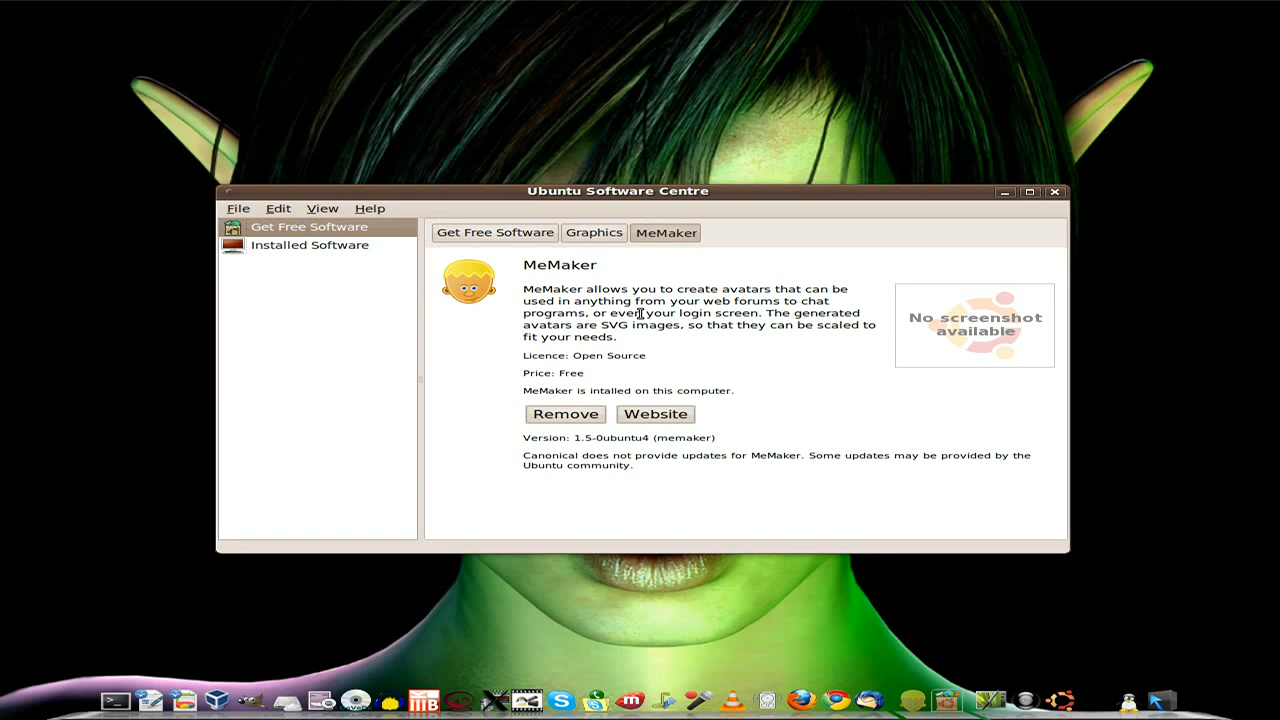 Ubuntu Software Centre
File Edit View Help
Get Free Software
Installed Software
Get Free Software Graphics MeMaker
MeMaker
MeMaker allows you to create avatars that can be
used in anything from your web forums to chat
programs, or even your login screen. The generated
avatars are SVG images, so that they can be scaled to
fit your needs.
No screenshot
available
Licence: Open Source
Price: Free
MeMaker is intalled on this computer.
Remove Website
Version: 1.5-0ubuntu4 (memaker)
Canonical does not provide updates for MeMaker. Some updates may be provided by the
Ubuntu community.